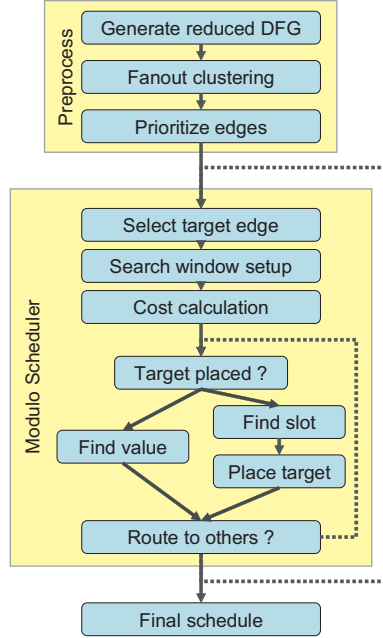 Preprocess
Generate reduced DFG
Fanout clustering
Prioritize edges
Modulo Scheduler
Select target edge
Search window setup
Cost calculation
Target placed ?
Find slot
Find value
Place target
Route to others ?
Final schedule